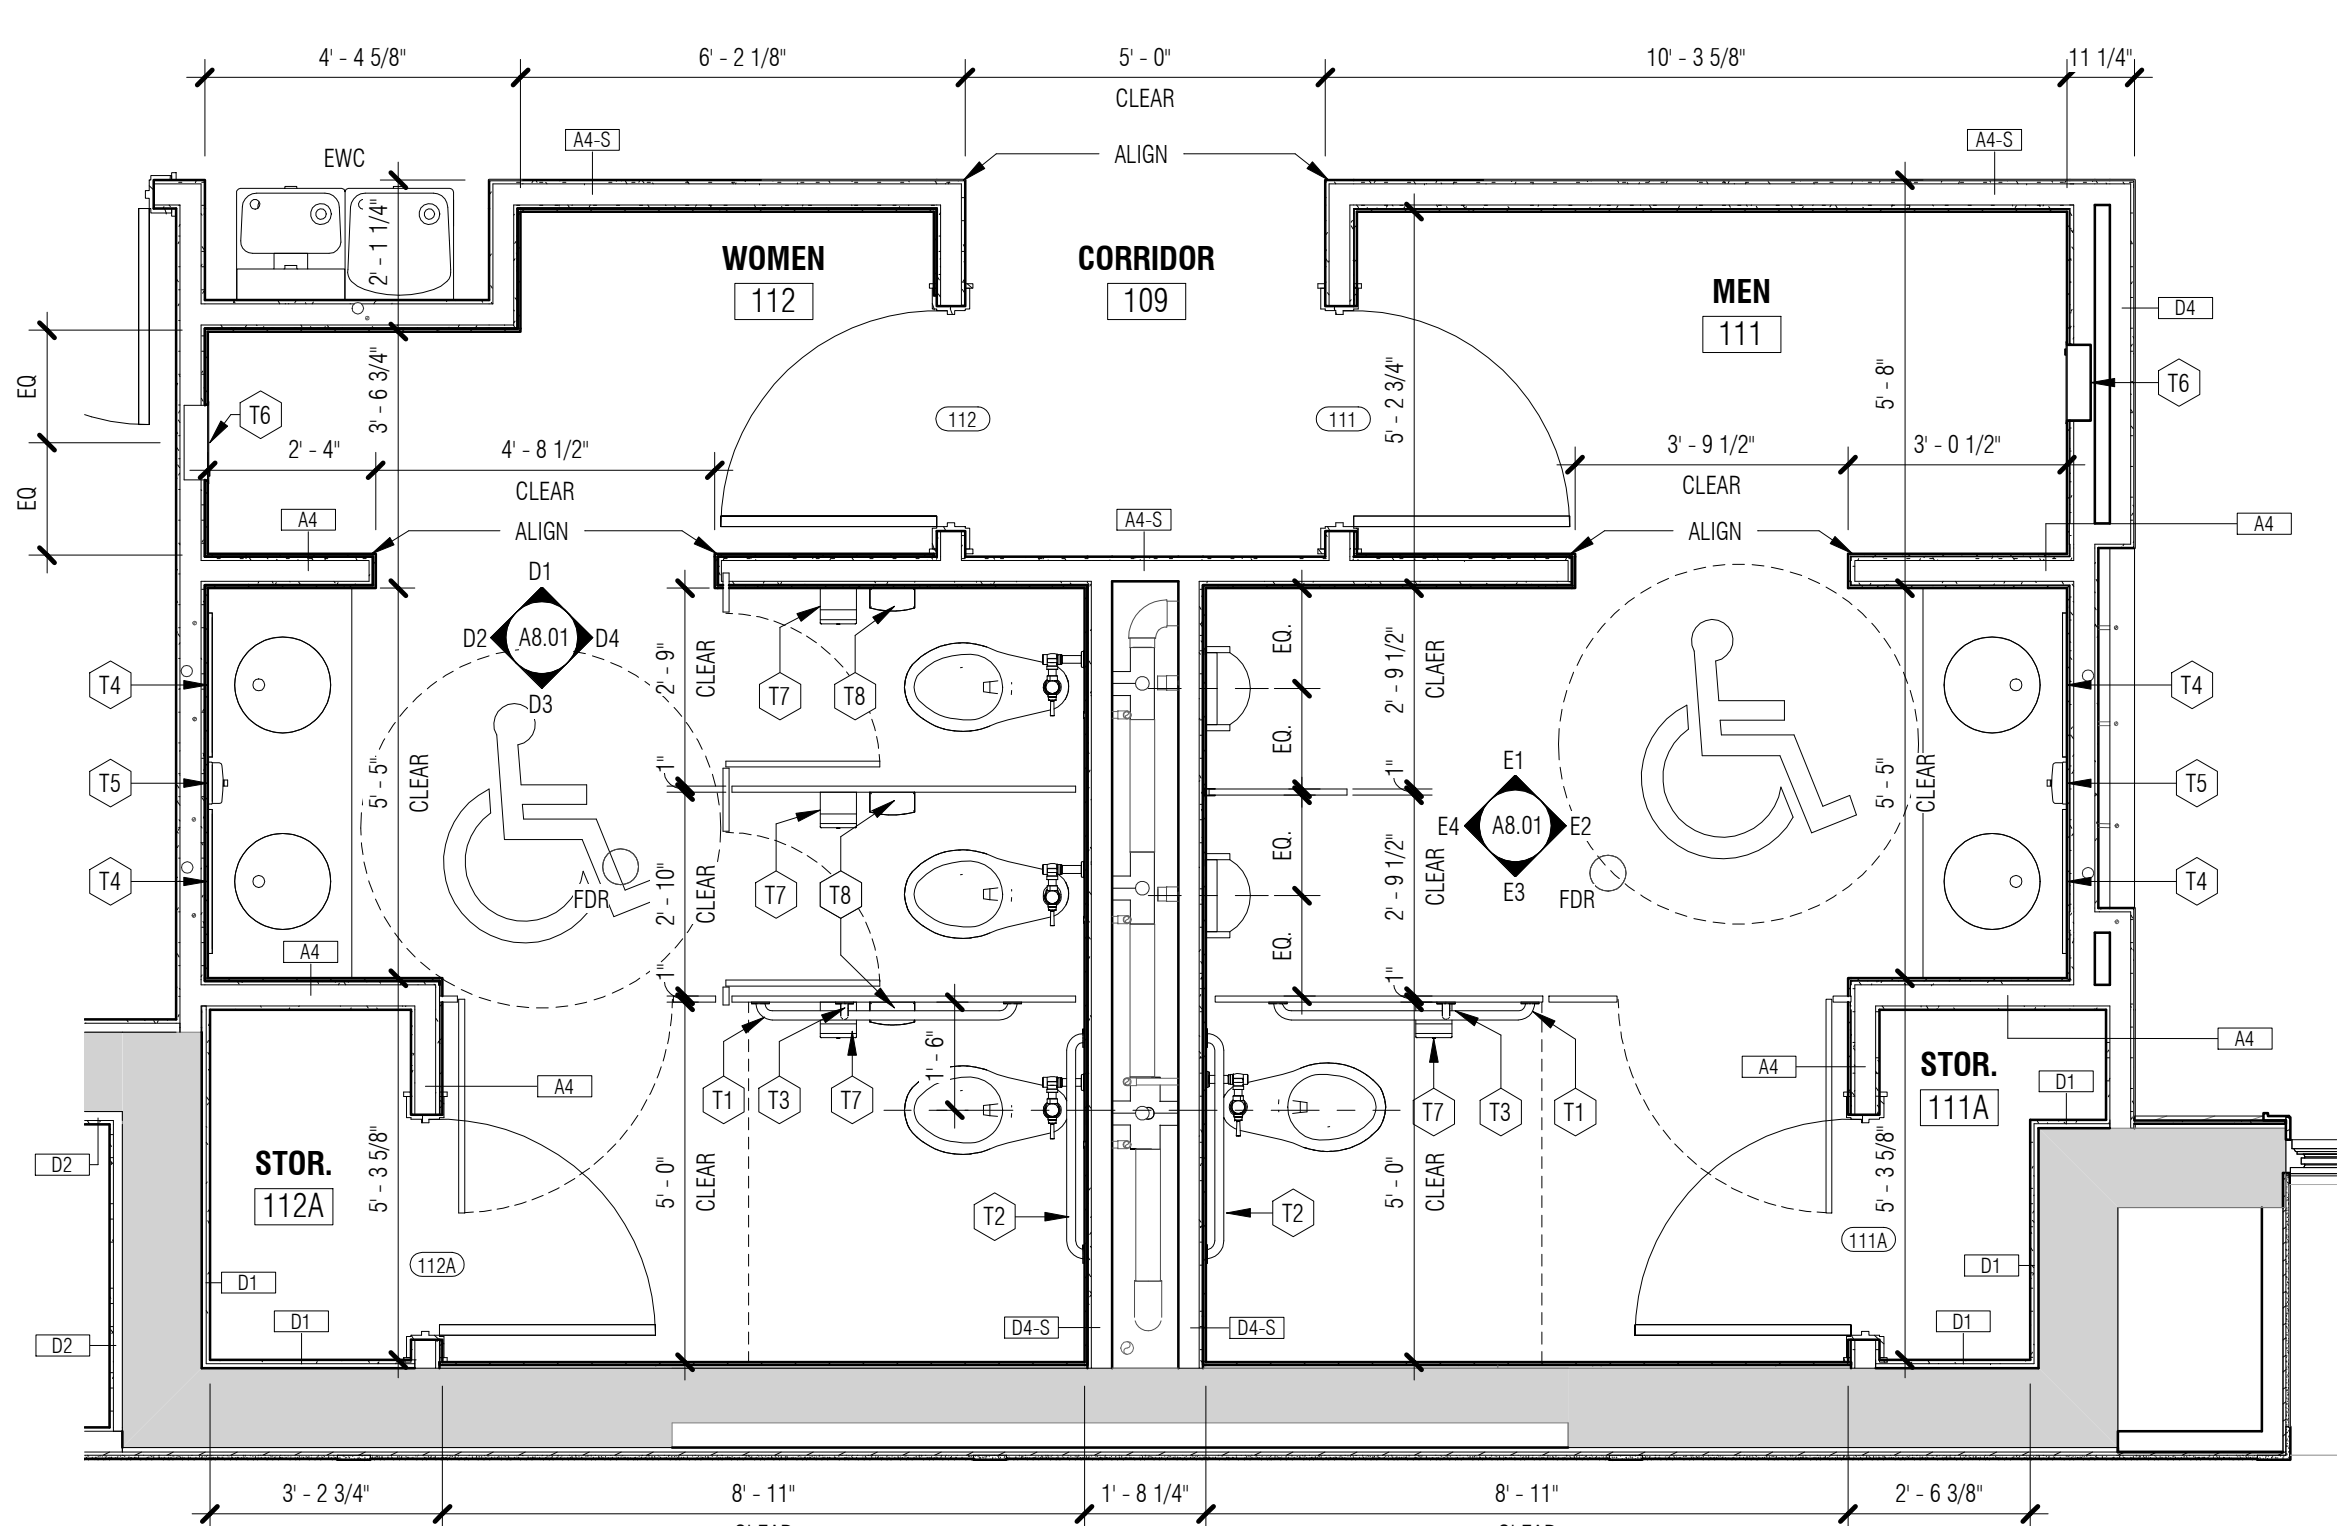 4' - 4 5/8"
6' - 2 1/8"
5' - 0"
CLEAR
10' - 3 5/8"
11 1/4"
EWC
A4-S
ALIGN
A4-S
2' - 1 1/4"
WOMEN
112
CORRIDOR
109
MEN
111
D4
T6
EQ
EQ
T6
3' - 6 3/4"
2' - 4"
4' - 8 1/2"
CLEAR
112
111
5' - 2 3/4"
5' - 8"
3' - 9 1/2"
CLEAR
3' - 0 1/2"
A4
ALIGN
A4-S
ALIGN
A4
D1
D2
A8.01
D4
D3
2' - 9"
CLEAR
T7
T8
EQ.
EQ.
2' - 9 1/2"
CLAER
T4
T4
T5
5' - 5"
CLEAR
1"
1"
E1
E4
A8.01
E2
E3
5' - 5"
CLEAR
T5
T4
FDR
2' - 10"
CLEAR
T7
T8
EQ.
EQ.
2' - 9 1/2"
CLEAR
FDR
T4
A4
1"
1"
1' - 6"
A4
T1
T3
T7
T7
T3
T1
A4
A4
STOR.
111A
D1
D2
STOR.
112A
5' - 3 5/8"
5' - 0"
CLEAR
T2
T2
5' - 0"
CLEAR
5' - 3 5/8"
112A
111A
D1
D1
D1
D4-S
D4-S
D1
D2
3' - 2 3/4"
8' - 11"
CLEAR
1' - 8 1/4"
8' - 11"
CLEAR
2' - 6 3/8"